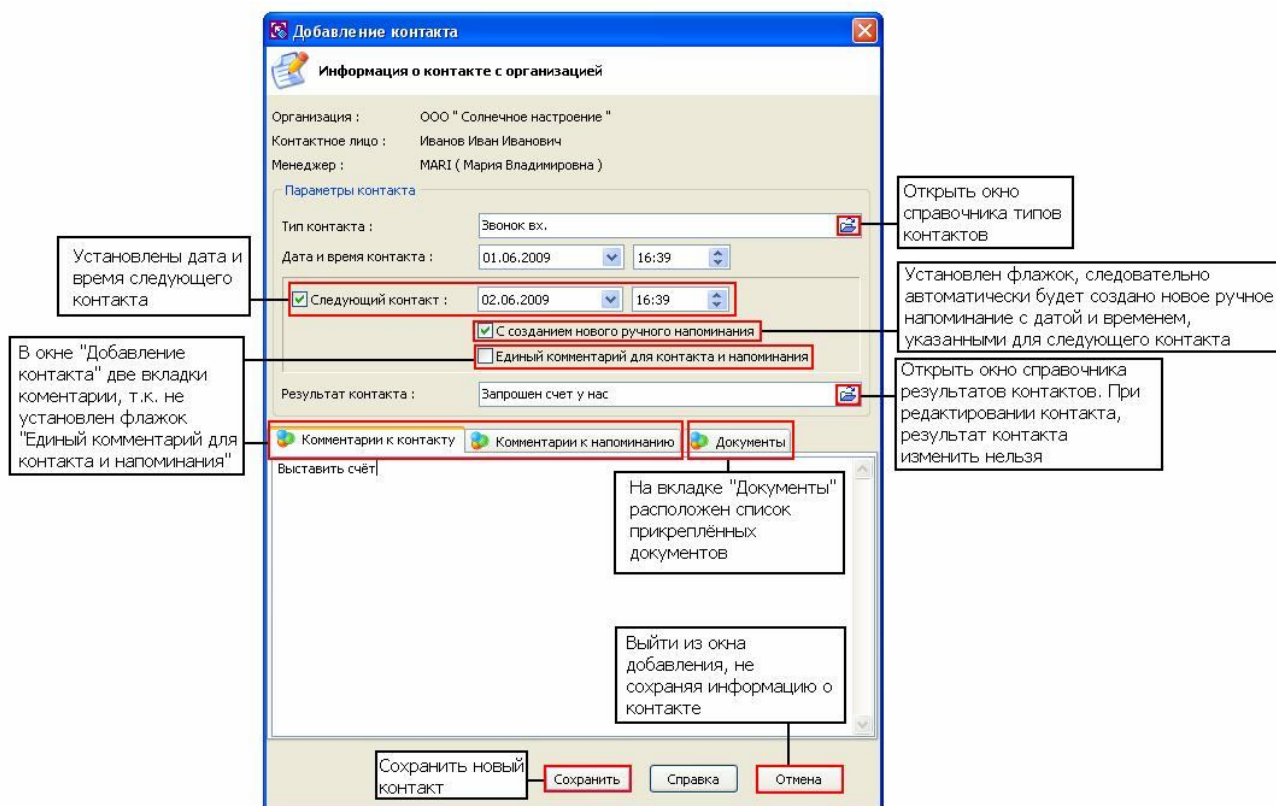 Добавление контакта
Информация о контакте с организацией
Организация :
ООО " Солнечное настроение "
Контактное лицо :
Иванов Иван Иванович
Менеджер :
MARI ( Мария Владимировна )
Параметры контакта
Тип контакта :
Звонок вх.
Открыть окно
справочника типов
контактов
Дата и время контакта :
01.06.2009
16:39
Установлены дата и
время следующего
контакта
Следующий контакт :
02.06.2009
16:39
Установлен флажок, следовательно
автоматически будет создано новое ручное
напоминание с датой и временем,
указанными для следующего контакта
С созданием нового ручного напоминания
Единый комментарий для контакта и напоминания
В окне "Добавление
контакта" две вкладки
коментарии, т.к. не
установлен флажок
"Единый комментарий для
контакта и напоминания"
Результат контакта :
Запрошен счет у нас
Открыть окно справочника
результатов контактов. При
редактировании контакта,
результат контакта
изменить нельзя
Комментарии к контакту
Комментарии к напоминанию
Документы
Выставить счёт
На вкладке "Документы"
расположен список
прикреплённых
документов
Выйти из окна
добавления, не
сохраняя информацию о
контакте
Сохранить новый
контакт
Сохранить
Справка
Отмена